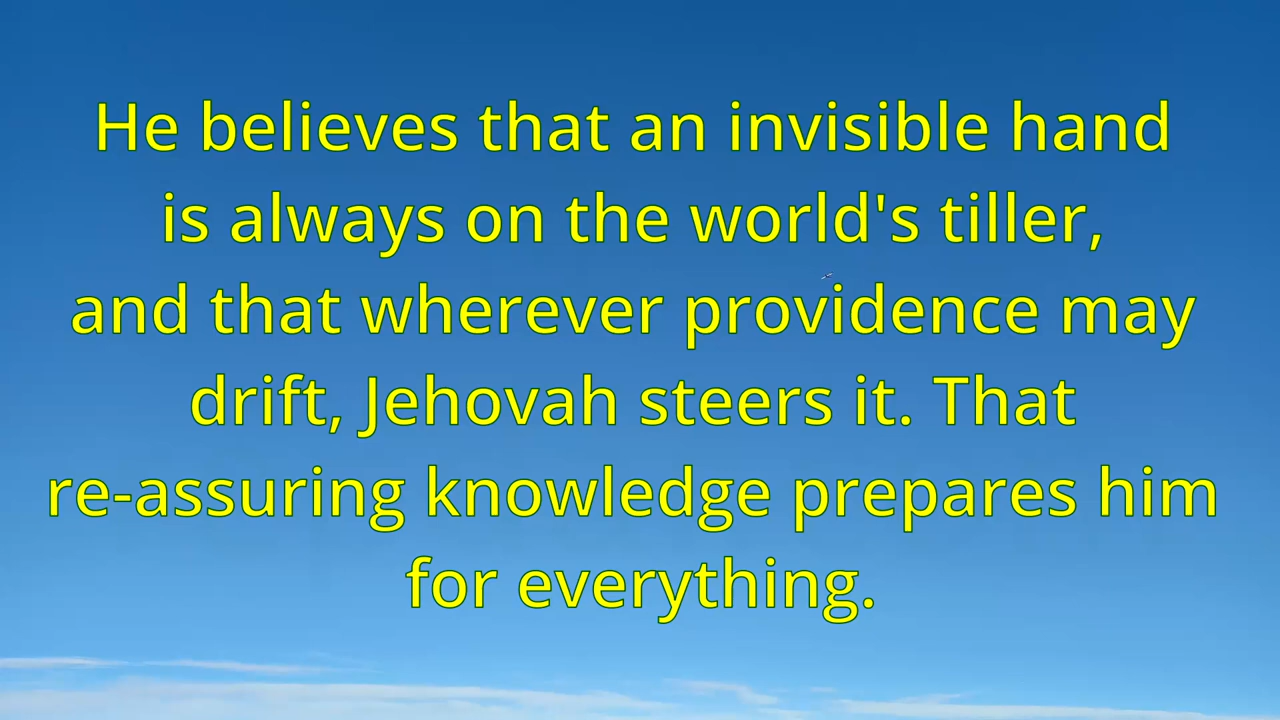 He believes that an invisible hand
is always on the world's tiller,
and that wherever providence may
drift, Jehovah steers it. That
re-assuring knowledge prepares him
for everything.